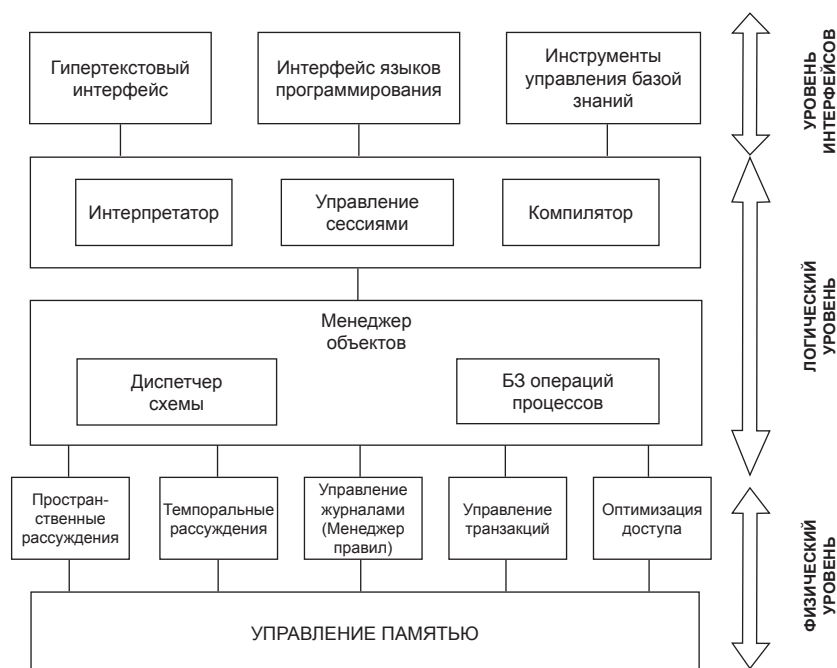 Гипертекстовый
интерфейс
Интерфейс языков
программирования
Инструменты
управления базой
знаний
УРОВЕНЬ
ИНТЕРФЕЙСОВ
Интерпретатор
Управление
сессиями
Компилятор
ЛОГИЧЕСКИЙ
УРОВЕНЬ
Менеджер
объектов
Диспетчер
схемы
БЗ операций
процессов
Простран-
ственные
рассуждения
Темпоральные
рассуждения
Управление
журналами
(Менеджер
правил)
Управление
транзакций
Оптимизация
доступа
ФИЗИЧЕСКИЙ
УРОВЕНЬ
УПРАВЛЕНИЕ ПАМЯТЬЮ